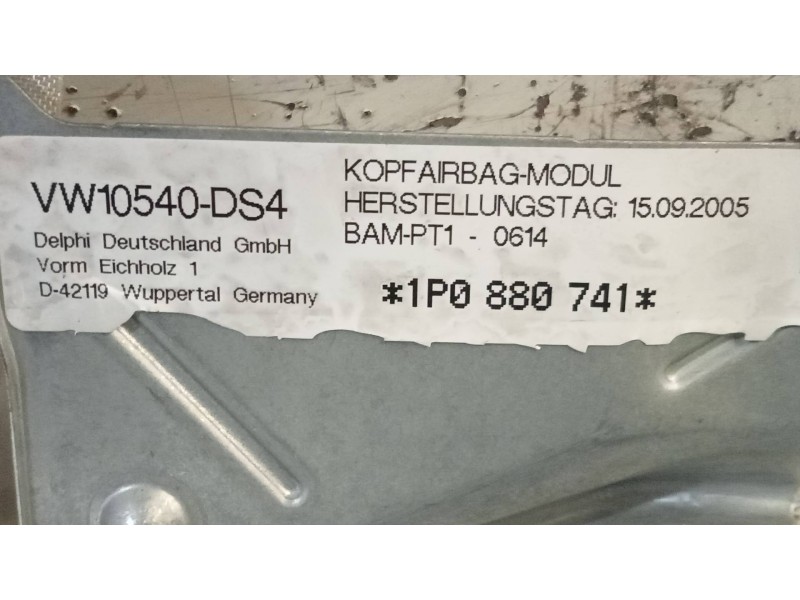 VW10540-DS4
Delphi Deutschland GmbH
Vorm Eichholz 1
D-42119 Wuppertal Germany
KOPFAIRBAG-MODUL
HERSTELLUNGSTAG: 15.09.2005
BAM-PT1 - 0614
*1P0 880 741*